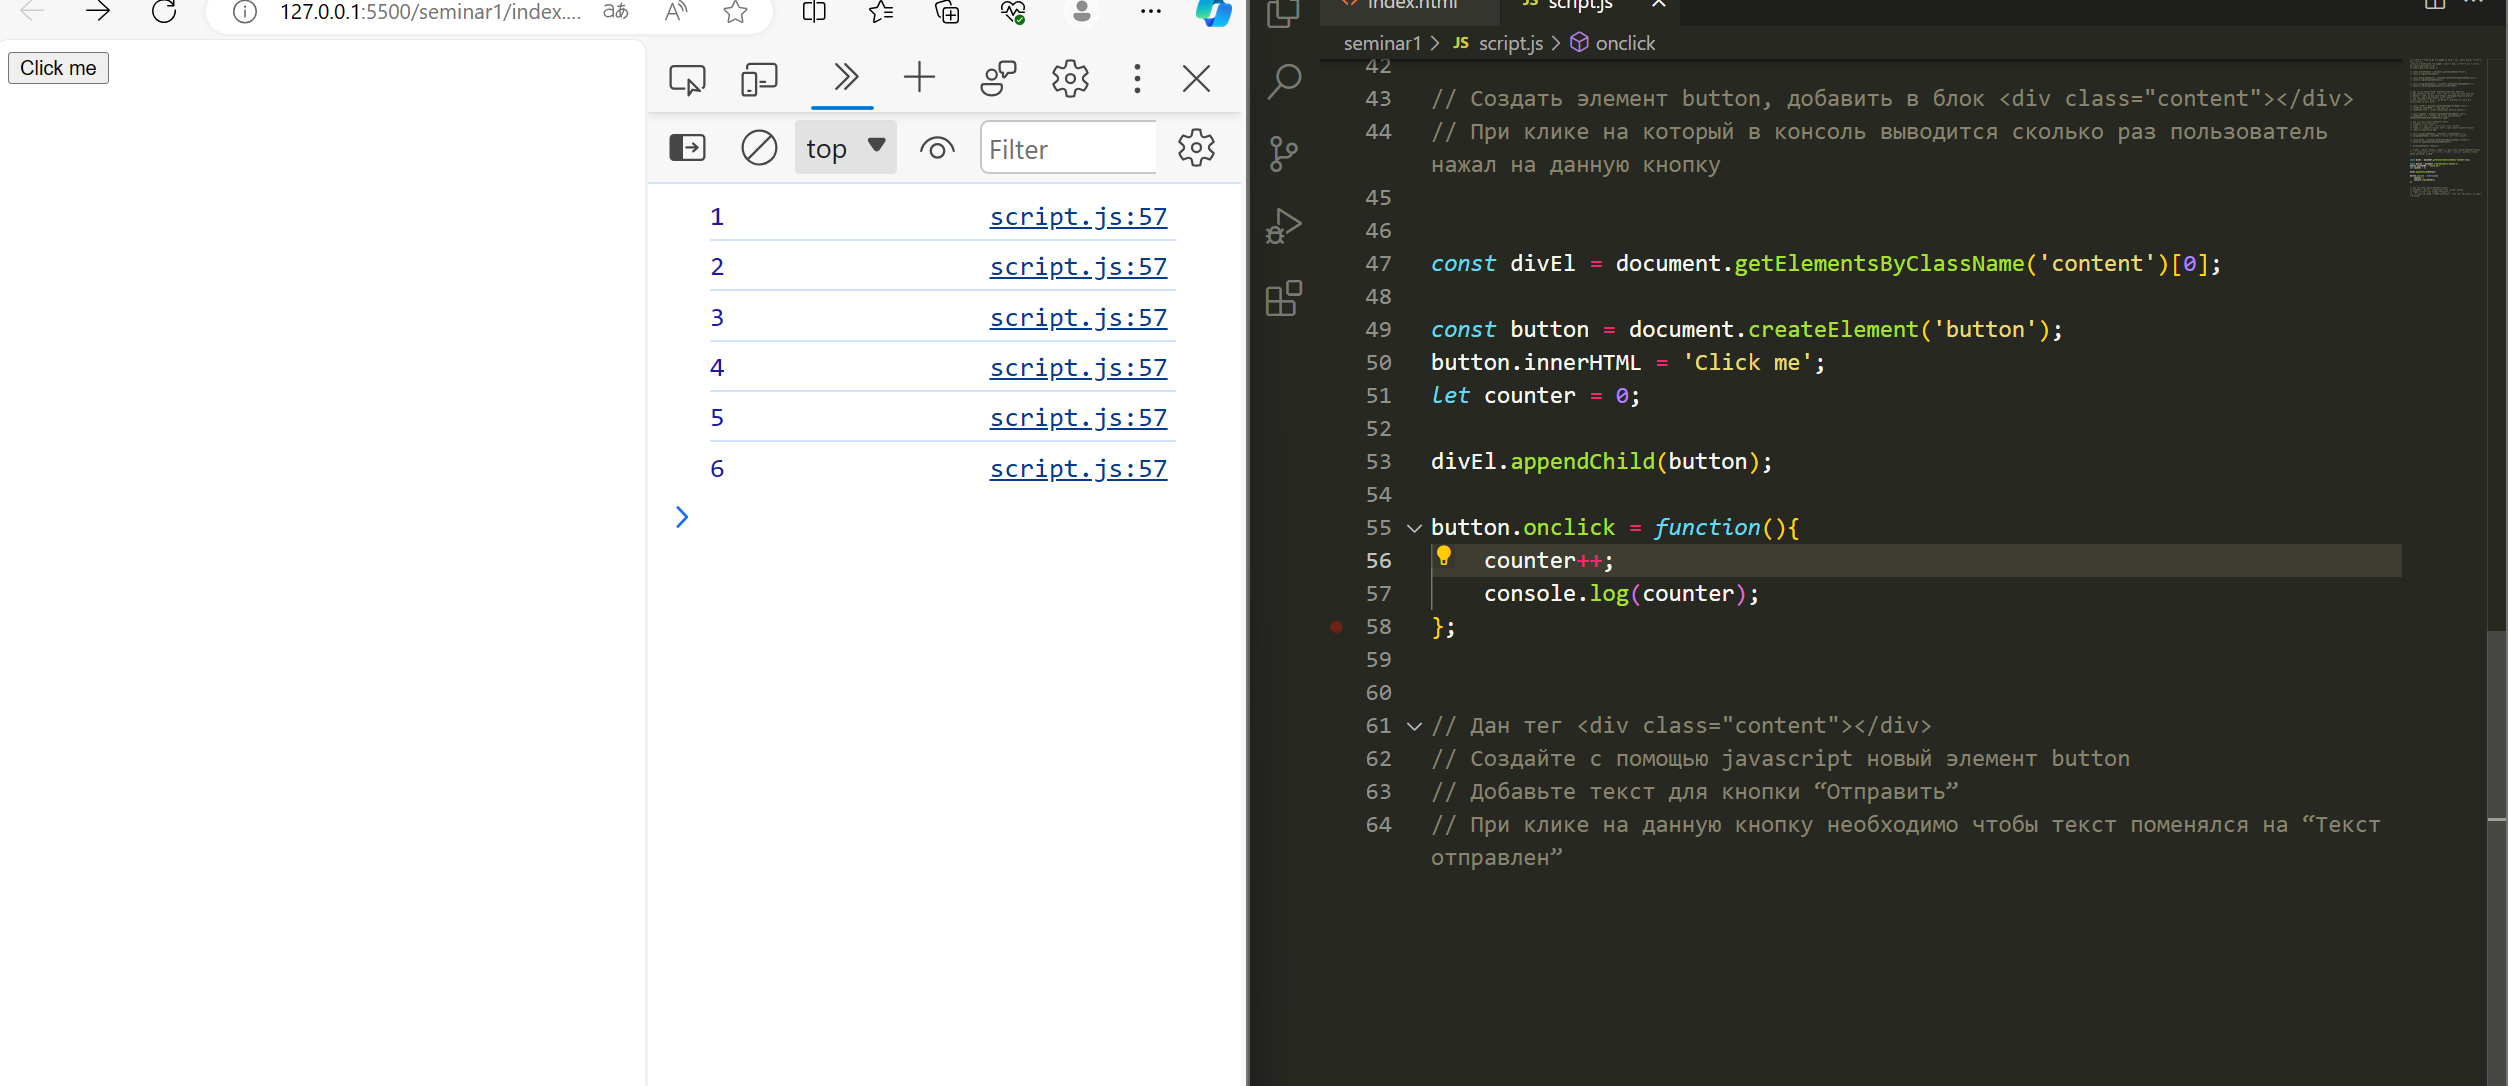 127.0.0.1:5500/seminar1/index....
Click me
top
Filter
1 script.js:57
2 script.js:57
3 script.js:57
4 script.js:57
5 script.js:57
6 script.js:57
index.html
JS script.js
seminar1 > JS script.js > onclick
42
43 // Создать элемент button, добавить в блок <div class="content"></div>
44 // При клике на который в консоль выводится сколько раз пользователь
нажал на данную кнопку
45
46
47 const divEl = document.getElementsByClassName('content')[0];
48
49 const button = document.createElement('button');
50 button.innerHTML = 'Click me';
51 let counter = 0;
52
53 divEl.appendChild(button);
54
55 button.onclick = function(){
56 counter++;
57 console.log(counter);
58 };
59
60
61 // Дан тег <div class="content"></div>
62 // Создайте с помощью javascript новый элемент button
63 // Добавьте текст для кнопки “Отправить”
64 // При клике на данную кнопку необходимо чтобы текст поменялся на “Текст
отправлен”